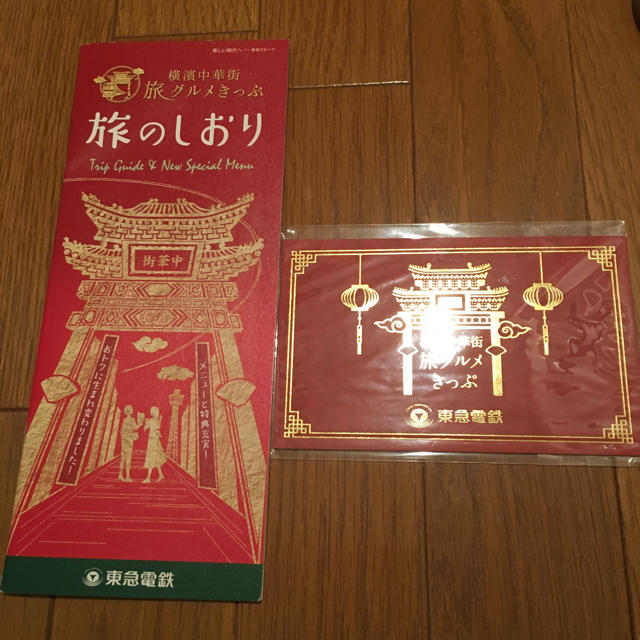 美しい時代へ — 東急グループ
横濱中華街
旅グルメきっぷ
旅のしおり
Trip Guide & New Special Menu
街華中
メニューと特典充実!
おトクに生まれ変わりました!
東急電鉄
華街
旅グルメ
きっぷ
東急電鉄